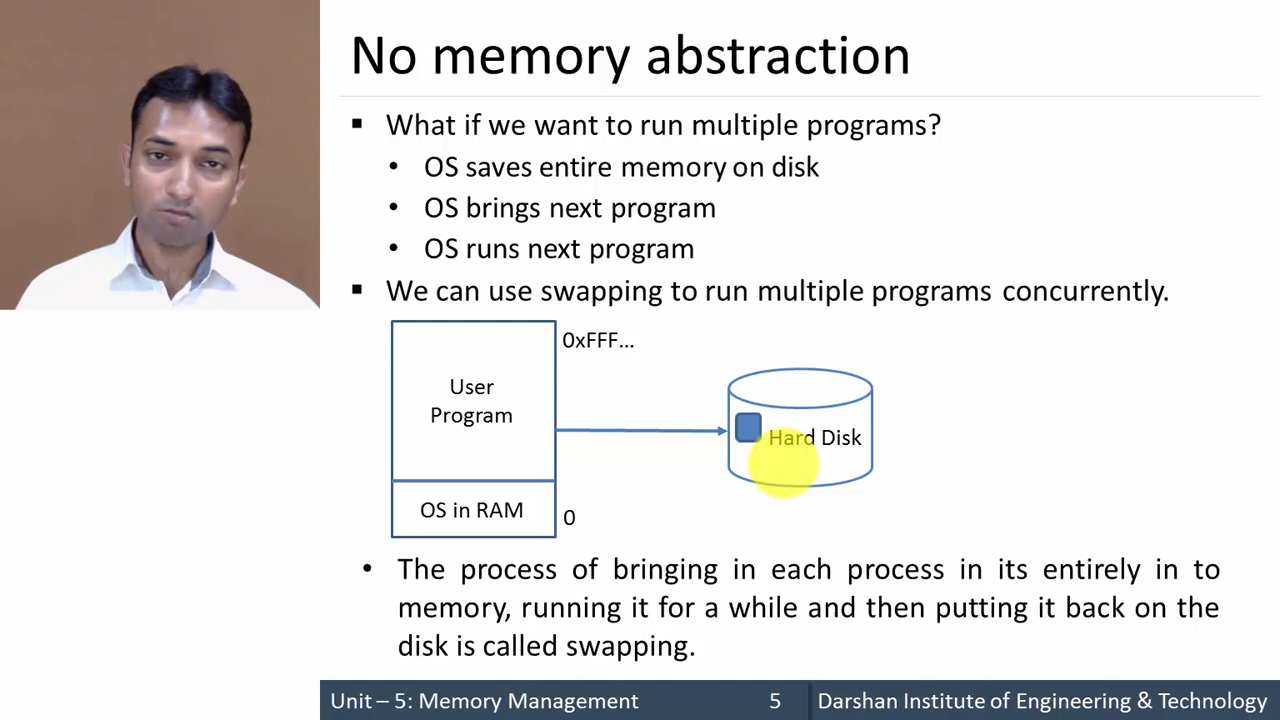 No memory abstraction
▪ What if we want to run multiple programs?
• OS saves entire memory on disk
• OS brings next program
• OS runs next program
▪ We can use swapping to run multiple programs concurrently.
0xFFF...
User
Program
Hard Disk
OS in RAM
0
• The process of bringing in each process in its entirely in to
memory, running it for a while and then putting it back on the
disk is called swapping.
Unit – 5: Memory Management 5 Darshan Institute of Engineering & Technology